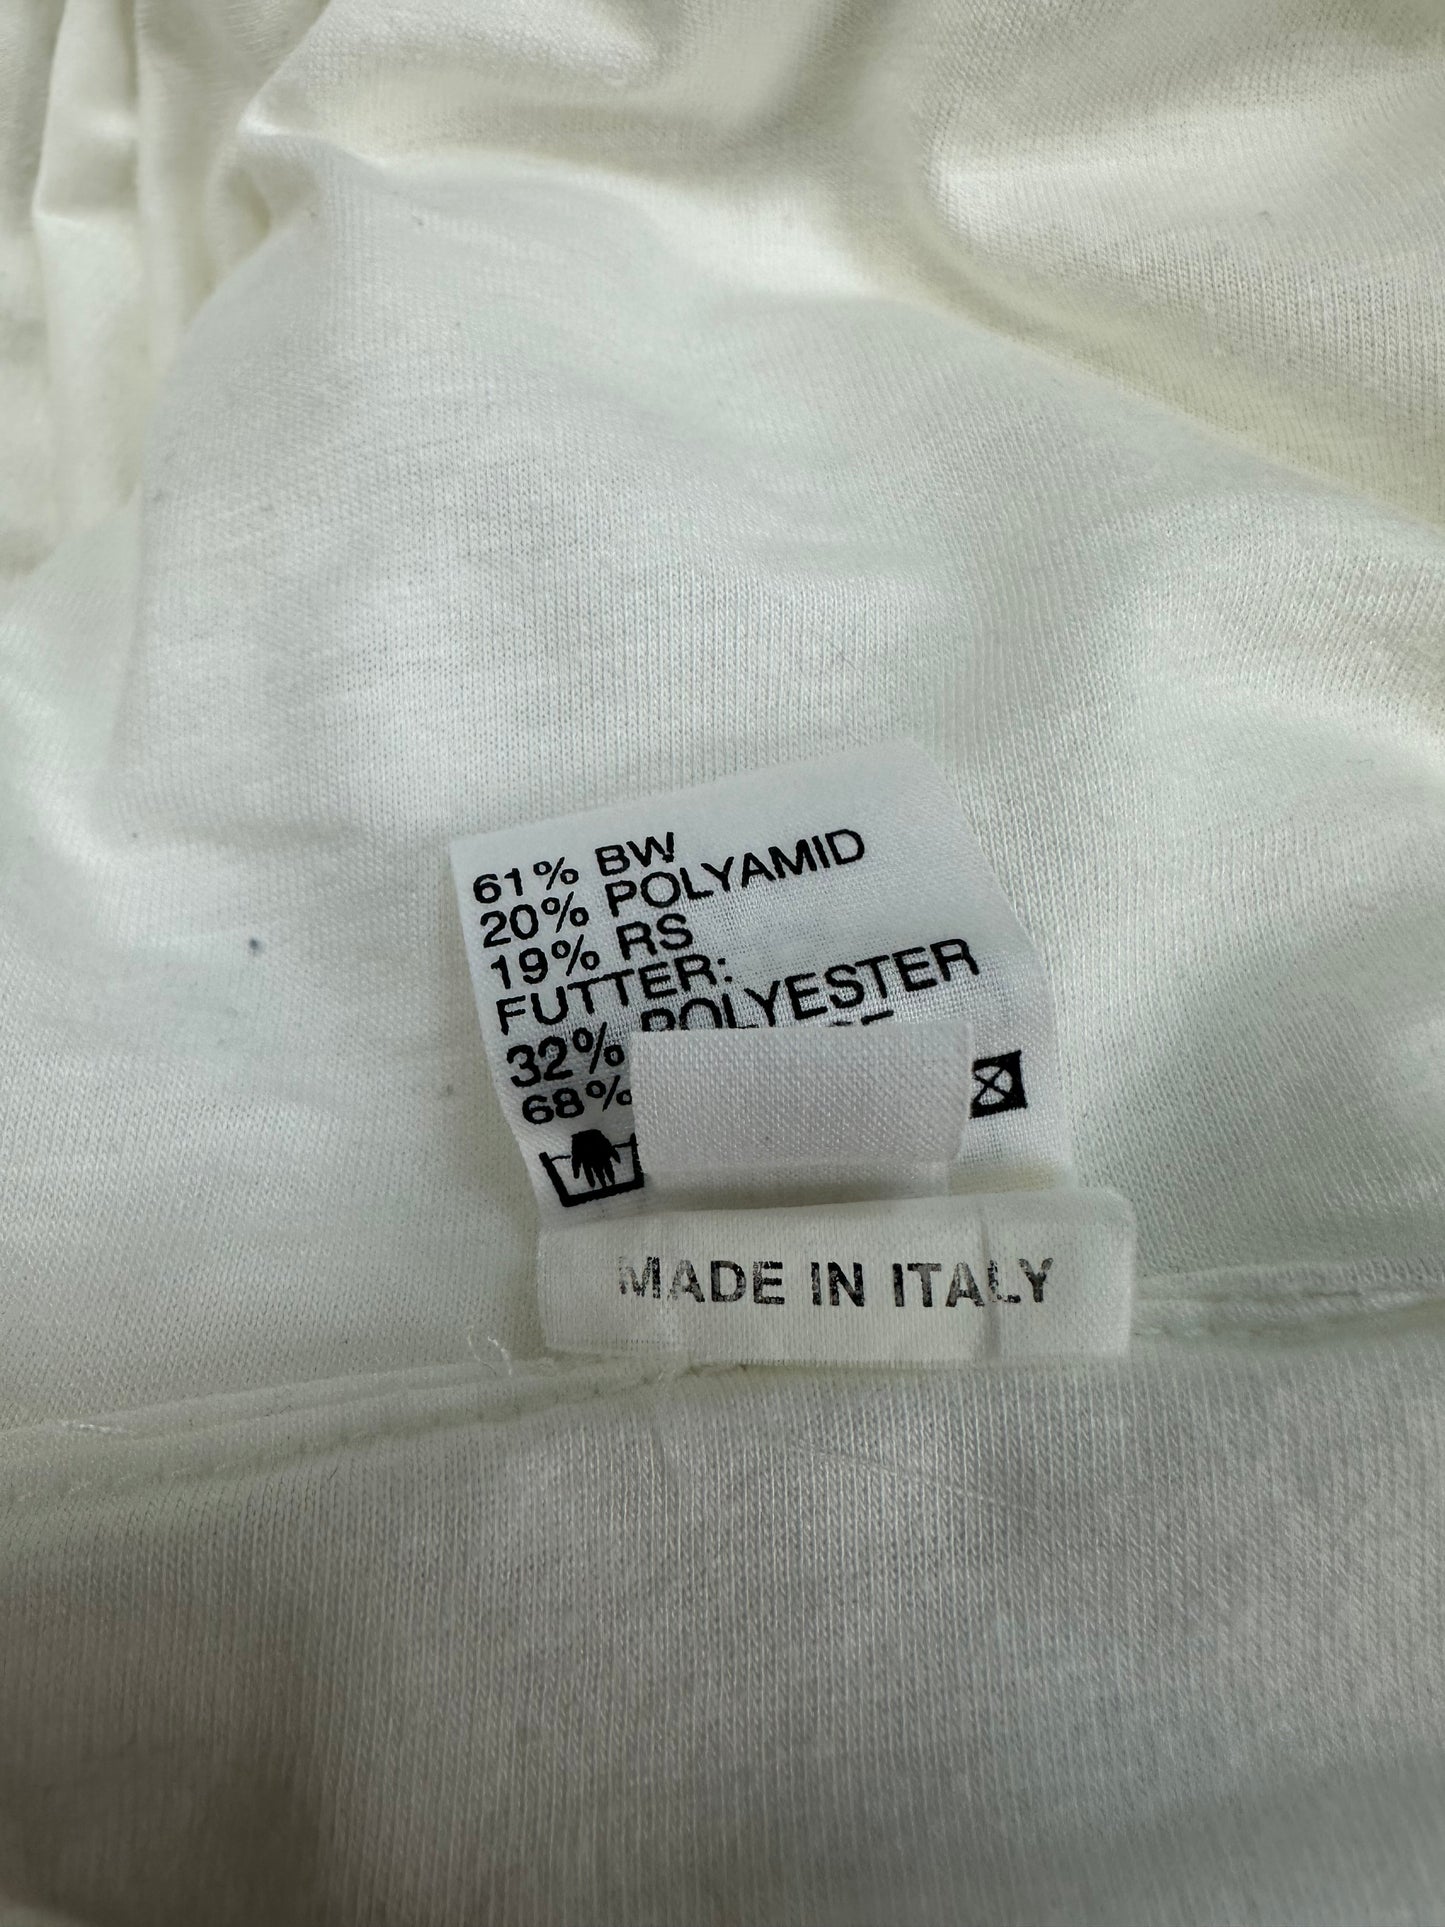 61% BW
20% POLYAMID
19% RS
FUTTER:
32% POLYESTER
68%
MADE IN ITALY